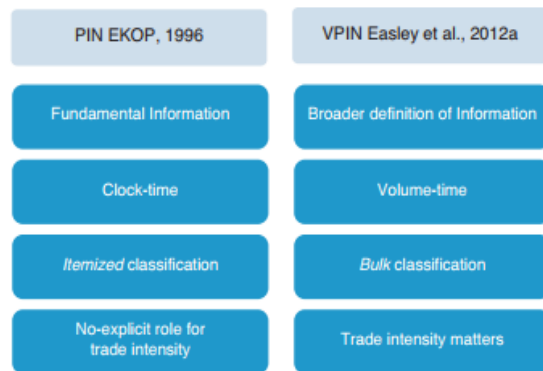 PIN EKOP, 1996
VPIN Easley et al., 2012a
Fundamental Information
Broader definition of Information
Clock-time
Volume-time
Itemized classification
Bulk classification
No-explicit role for
trade intensity
Trade intensity matters